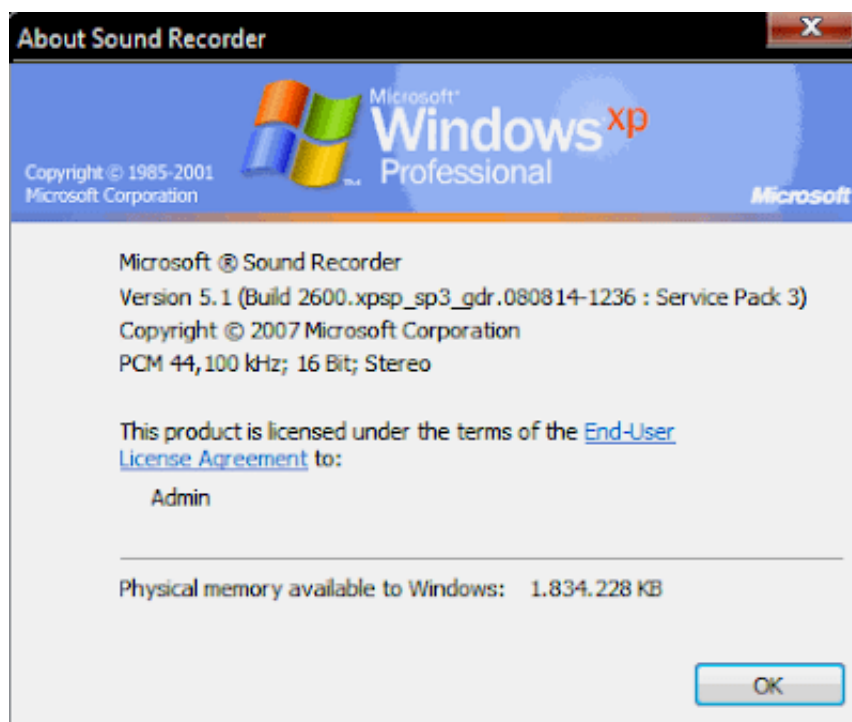 About Sound Recorder
Microsoft
Windows xp
Professional
Copyright © 1985-2001
Microsoft Corporation
Microsoft
Microsoft ® Sound Recorder
Version 5.1 (Build 2600.xpsp_sp3_gdr.080814-1236 : Service Pack 3)
Copyright © 2007 Microsoft Corporation
PCM 44,100 kHz; 16 Bit; Stereo
This product is licensed under the terms of the End-User
License Agreement to:
Admin
Physical memory available to Windows: 1.834.228 KB
OK